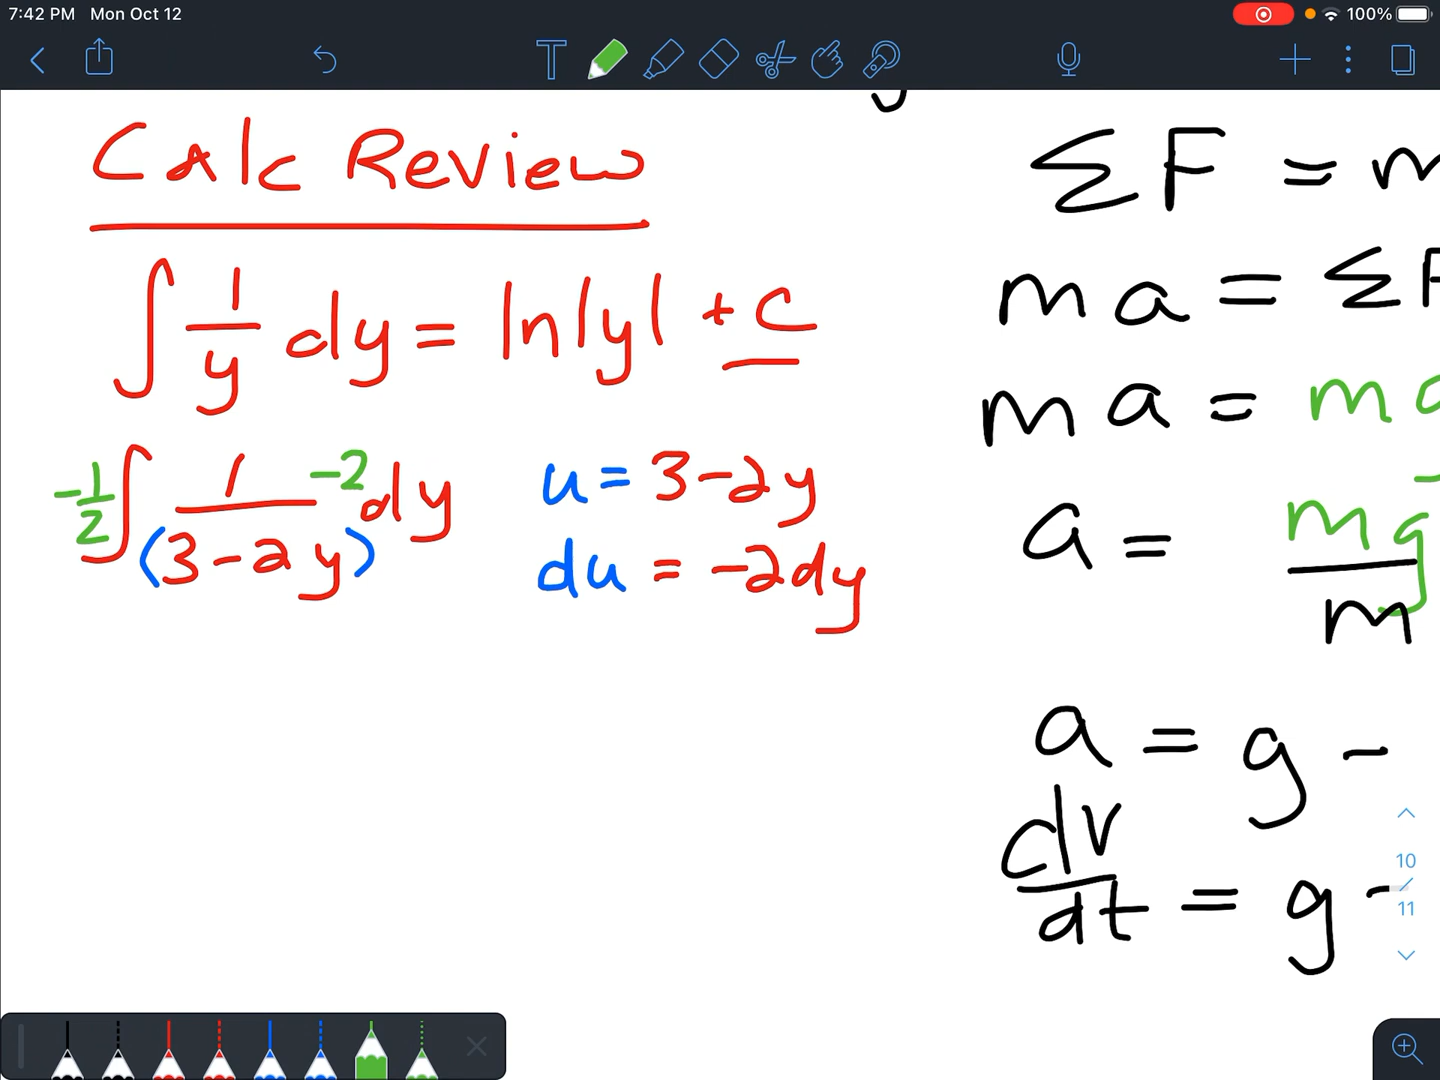 7:42 PM Mon Oct 12 100%
T
Calc Review
∫ 1/y dy = ln|y| + C
-1/2 ∫ 1/(3-2y) -2 dy
u = 3-2y
du = -2dy
ΣF = m
ma = ΣF
ma = m
a = mg/m
a = g -
dv/dt = g -
10/11